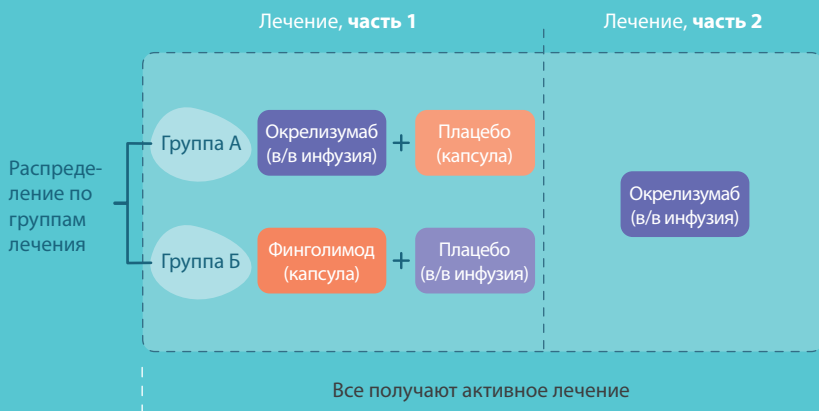 Лечение, часть 1
Лечение, часть 2
Распреде-
ление по
группам
лечения
Группа А
Окрелизумаб
(в/в инфузия)
+
Плацебо
(капсула)
Группа Б
Финголимод
(капсула)
+
Плацебо
(в/в инфузия)
Окрелизумаб
(в/в инфузия)
Все получают активное лечение